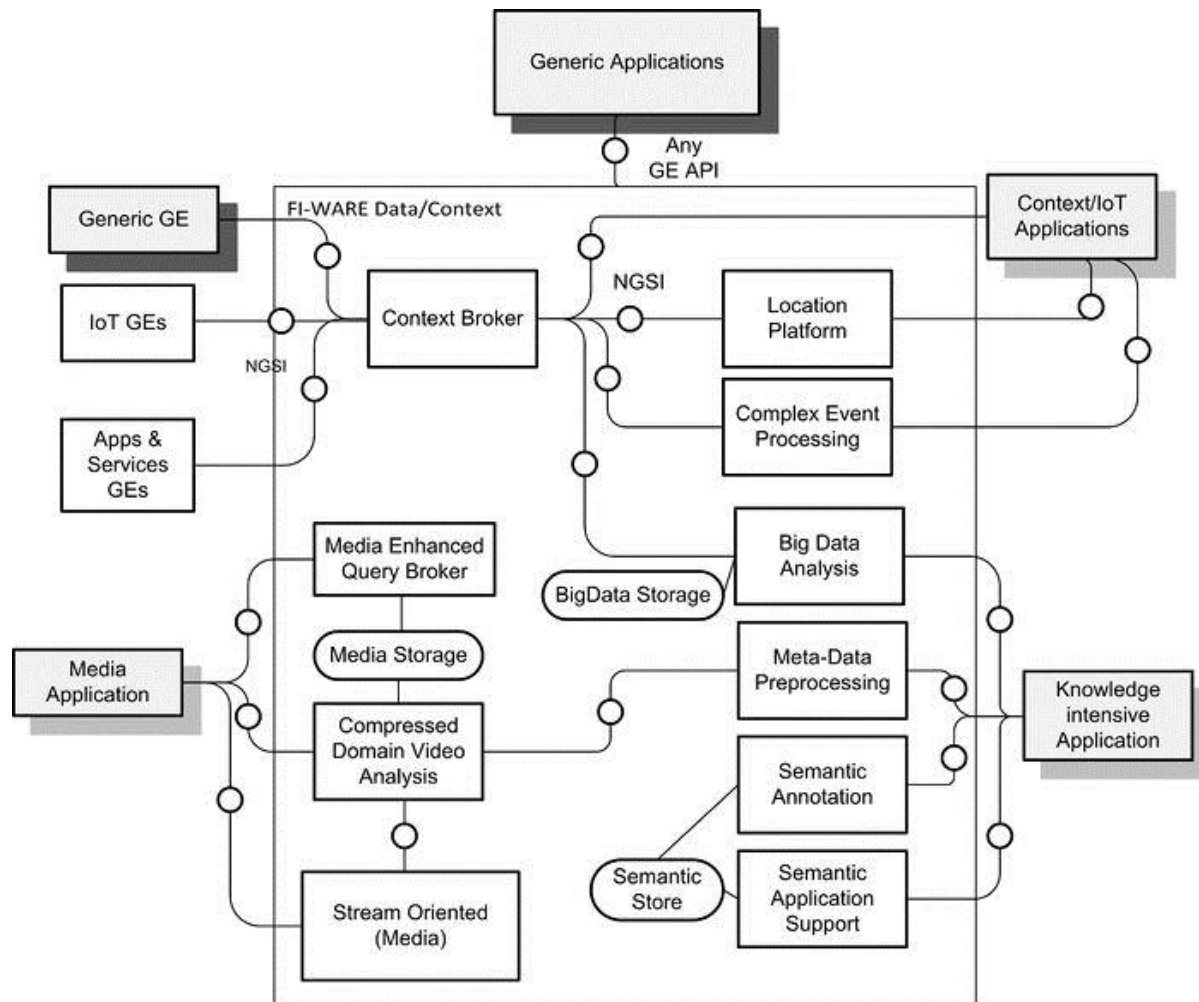 Generic Applications
Any
GE API
Generic GE
FI-WARE Data/Context
Context/IoT
Applications
IoT GEs
Context Broker
NGSI
Location
Platform
NGSI
Complex Event
Processing
Apps &
Services
GEs
Media Enhanced
Query Broker
Big Data
Analysis
BigData Storage
Media Storage
Meta-Data
Preprocessing
Media
Application
Knowledge
intensive
Application
Compressed
Domain Video
Analysis
Semantic
Annotation
Semantic
Store
Semantic
Application
Support
Stream Oriented
(Media)